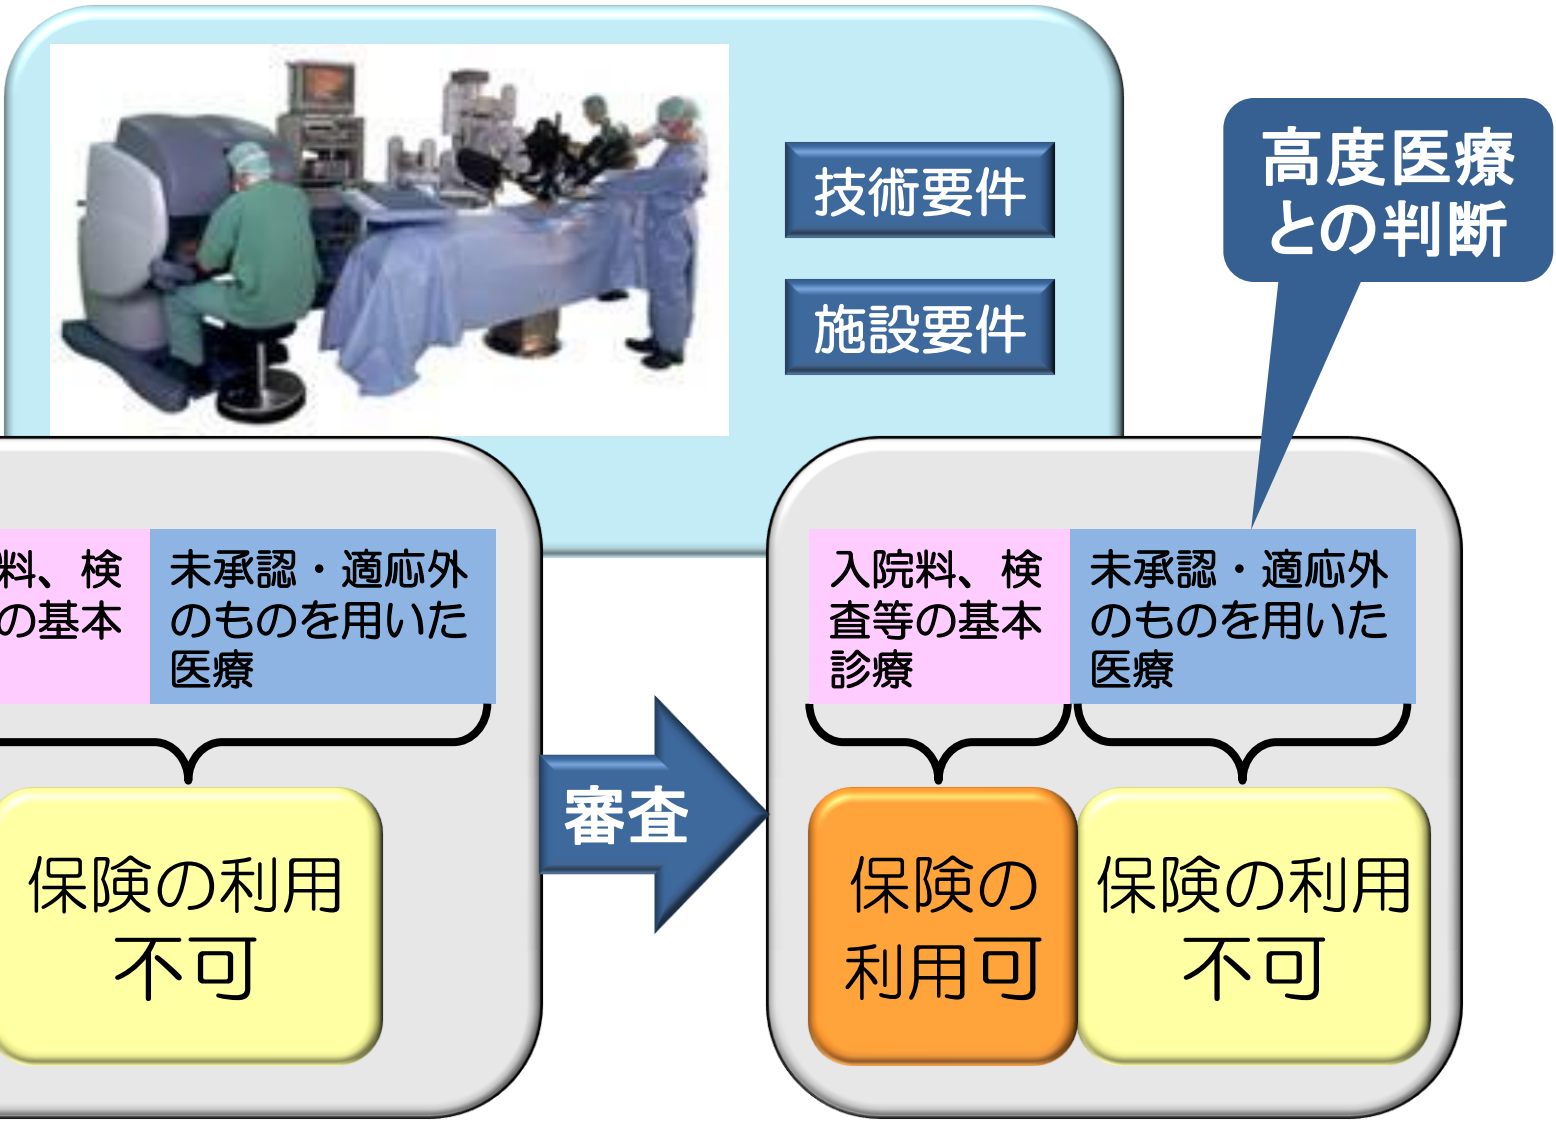 技術要件
施設要件
高度医療
との判断
料、検
の基本
未承認・適応外
のものを用いた
医療
保険の利用
不可
審査
入院料、検
査等の基本
診療
未承認・適応外
のものを用いた
医療
保険の
利用可
保険の利用
不可